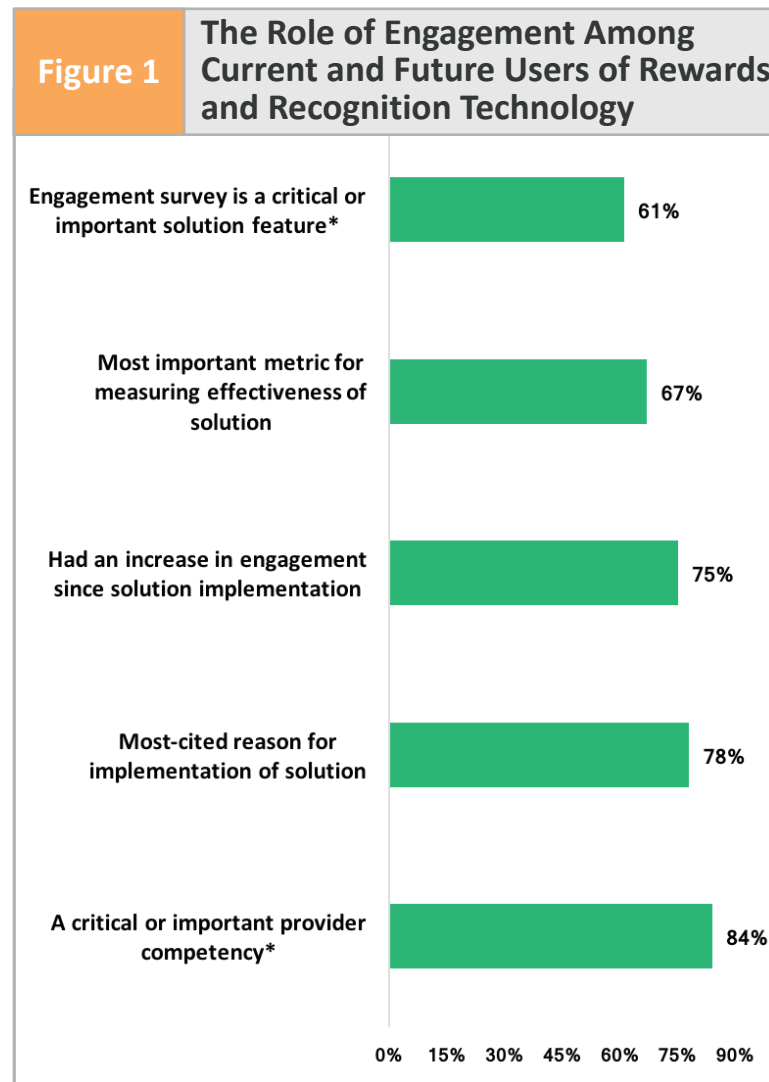 Figure 1
The Role of Engagement Among
Current and Future Users of Rewards
and Recognition Technology
Engagement survey is a critical or
important solution feature*
61%
Most important metric for
measuring effectiveness of
solution
67%
Had an increase in engagement
since solution implementation
75%
Most-cited reason for
implementation of solution
78%
A critical or important provider
competency*
84%
0% 15% 30% 45% 60% 75% 90%